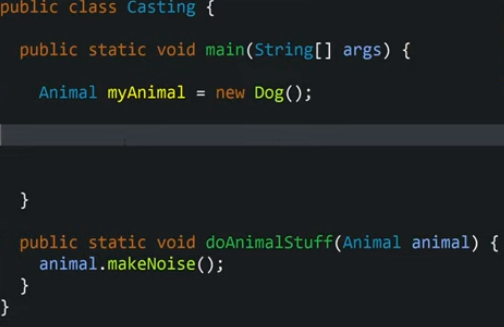 public class Casting {
public static void main(String[] args) {
Animal myAnimal = new Dog();
}
public static void doAnimalStuff(Animal animal) {
animal.makeNoise();
}
}